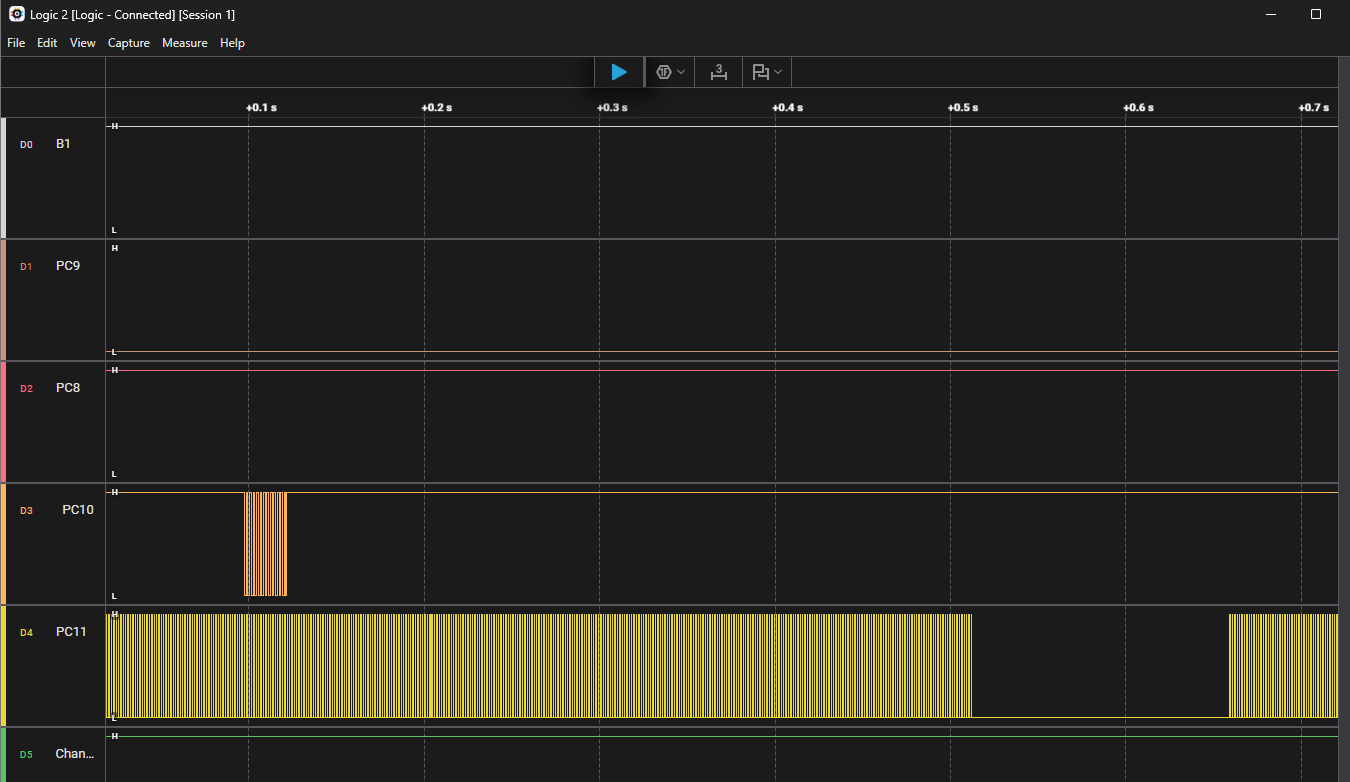 Logic 2 [Logic - Connected] [Session 1]
File Edit View Capture Measure Help
1F 3
+0.1 s +0.2 s +0.3 s +0.4 s +0.5 s +0.6 s +0.7 s
H
D0 B1
L
H
D1 PC9
L
H
D2 PC8
L
H
D3 PC10
L
H
D4 PC11
L
H
D5 Chan...